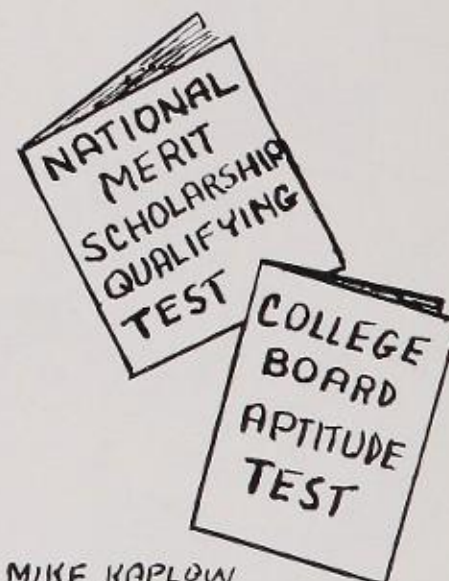 NATIONAL
MERIT
SCHOLARSHIP
QUALIFYING
TEST
COLLEGE
BOARD
APTITUDE
TEST
MIKE KAPLOW